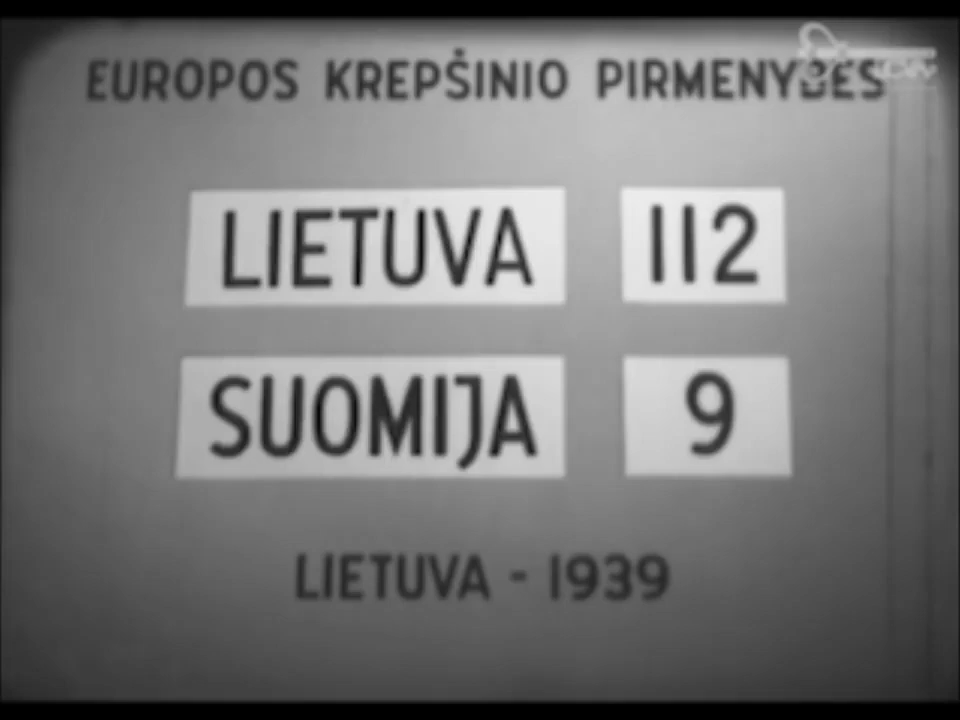 EUROPOS KREPŠINIO PIRMENYBĖS
LIETUVA 112
SUOMIJA 9
LIETUVA - 1939